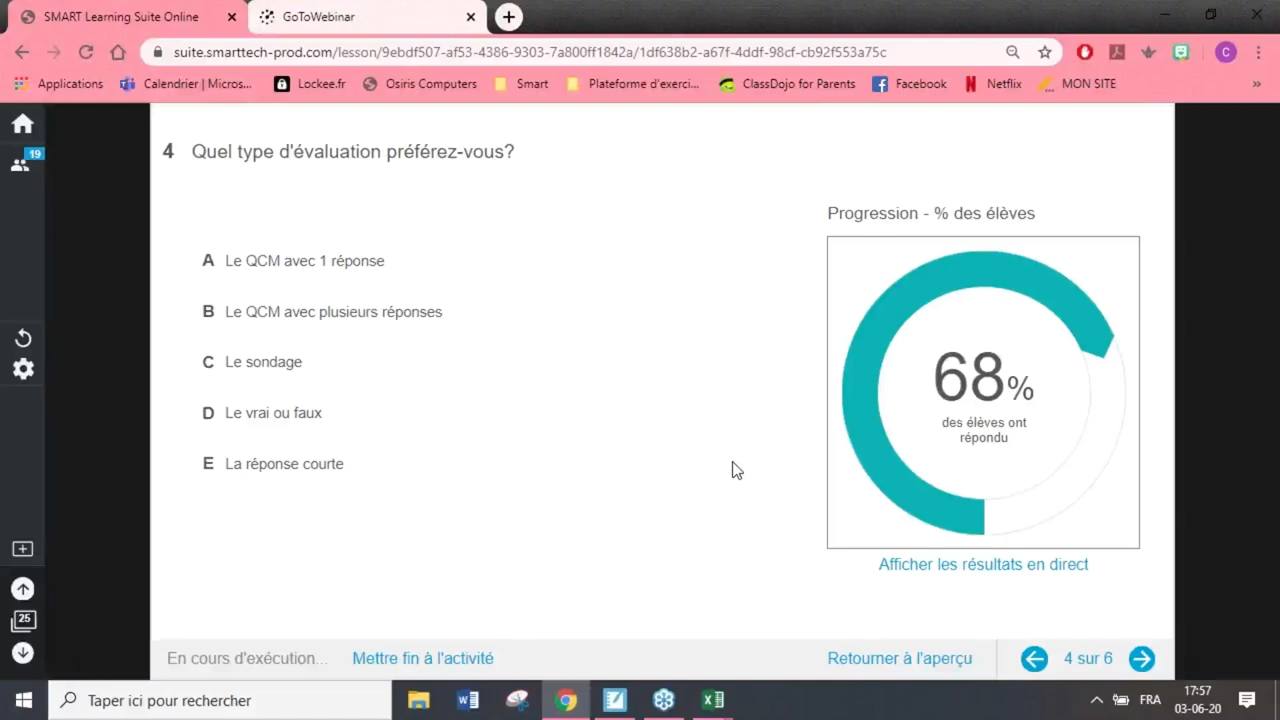 SMART Learning Suite Online
GoToWebinar
suite.smarttech-prod.com/lesson/9ebdf507-af53-4386-9303-7a800ff1842a/1df638b2-a67f-4ddf-98cf-cb92f553a75c
C
Applications
Calendrier | Micros...
Lockee.fr
Osiris Computers
Smart
Plateforme d'exerci...
ClassDojo for Parents
Facebook
Netflix
MON SITE
»
19
4 Quel type d'évaluation préférez-vous?
Progression - % des élèves
A Le QCM avec 1 réponse
B Le QCM avec plusieurs réponses
C Le sondage
D Le vrai ou faux
E La réponse courte
68%
des élèves ont
répondu
Afficher les résultats en direct
25
En cours d'exécution...
Mettre fin à l'activité
Retourner à l'aperçu
4 sur 6
Taper ici pour rechercher
FRA
17:57
03-06-20